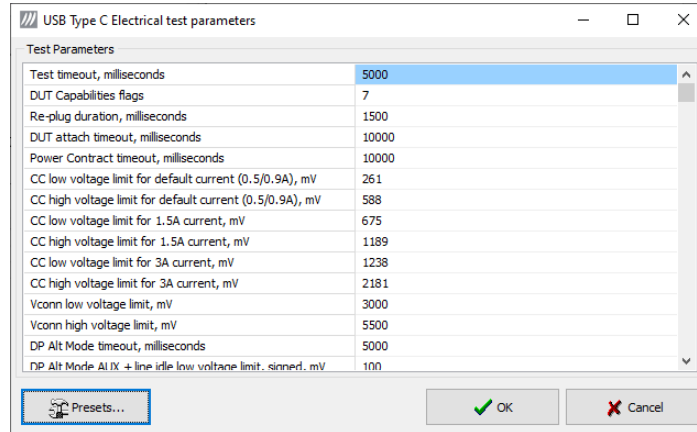 USB Type C Electrical test parameters
Test Parameters
Test timeout, milliseconds 5000
DUT Capabilities flags 7
Re-plug duration, milliseconds 1500
DUT attach timeout, milliseconds 10000
Power Contract timeout, milliseconds 10000
CC low voltage limit for default current (0.5/0.9A), mV 261
CC high voltage limit for default current (0.5/0.9A), mV 588
CC low voltage limit for 1.5A current, mV 675
CC high voltage limit for 1.5A current, mV 1189
CC low voltage limit for 3A current, mV 1238
CC high voltage limit for 3A current, mV 2181
Vconn low voltage limit, mV 3000
Vconn high voltage limit, mV 5500
DP Alt Mode timeout, milliseconds 5000
DP Alt Mode AUX + line idle low voltage limit, signed, mV 100
Presets... OK Cancel